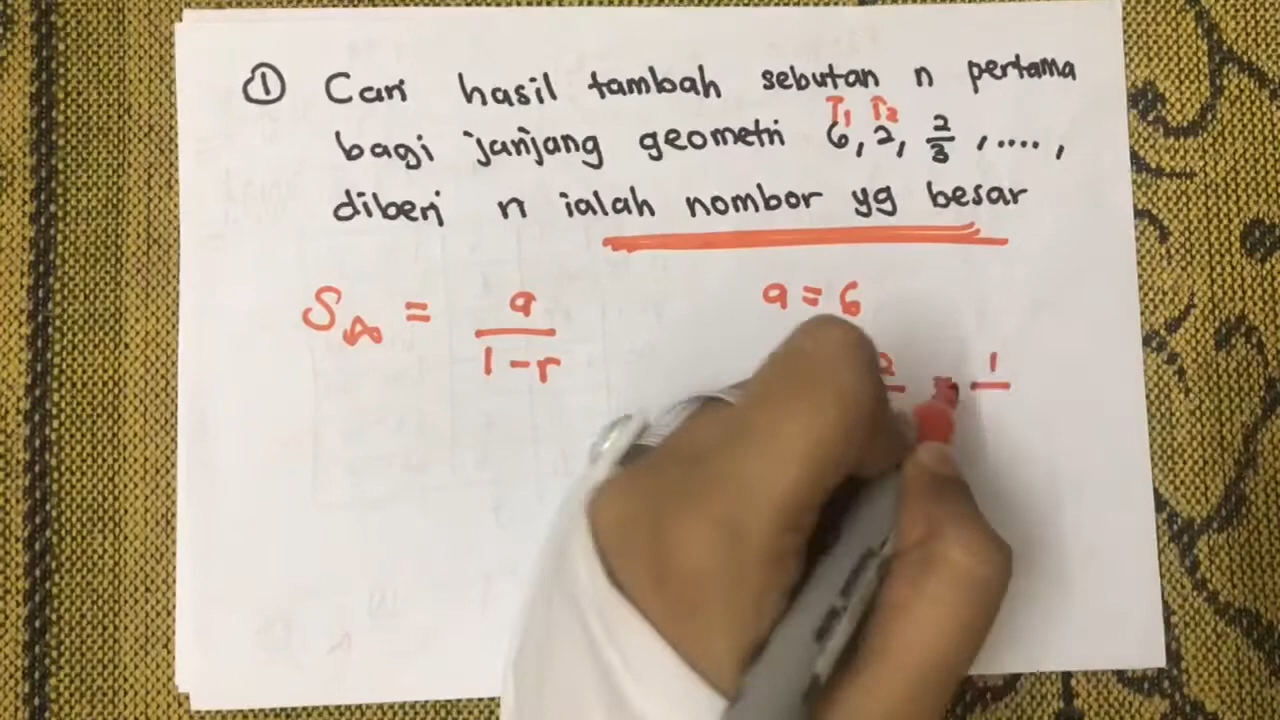 ① Cari hasil tambah sebutan n pertama
T₁ T₂
bagi janjang geometri 6, 2, 2/3, ....,
diberi n ialah nombor yg besar
S∞ = a/(1-r)
a = 6
= 1